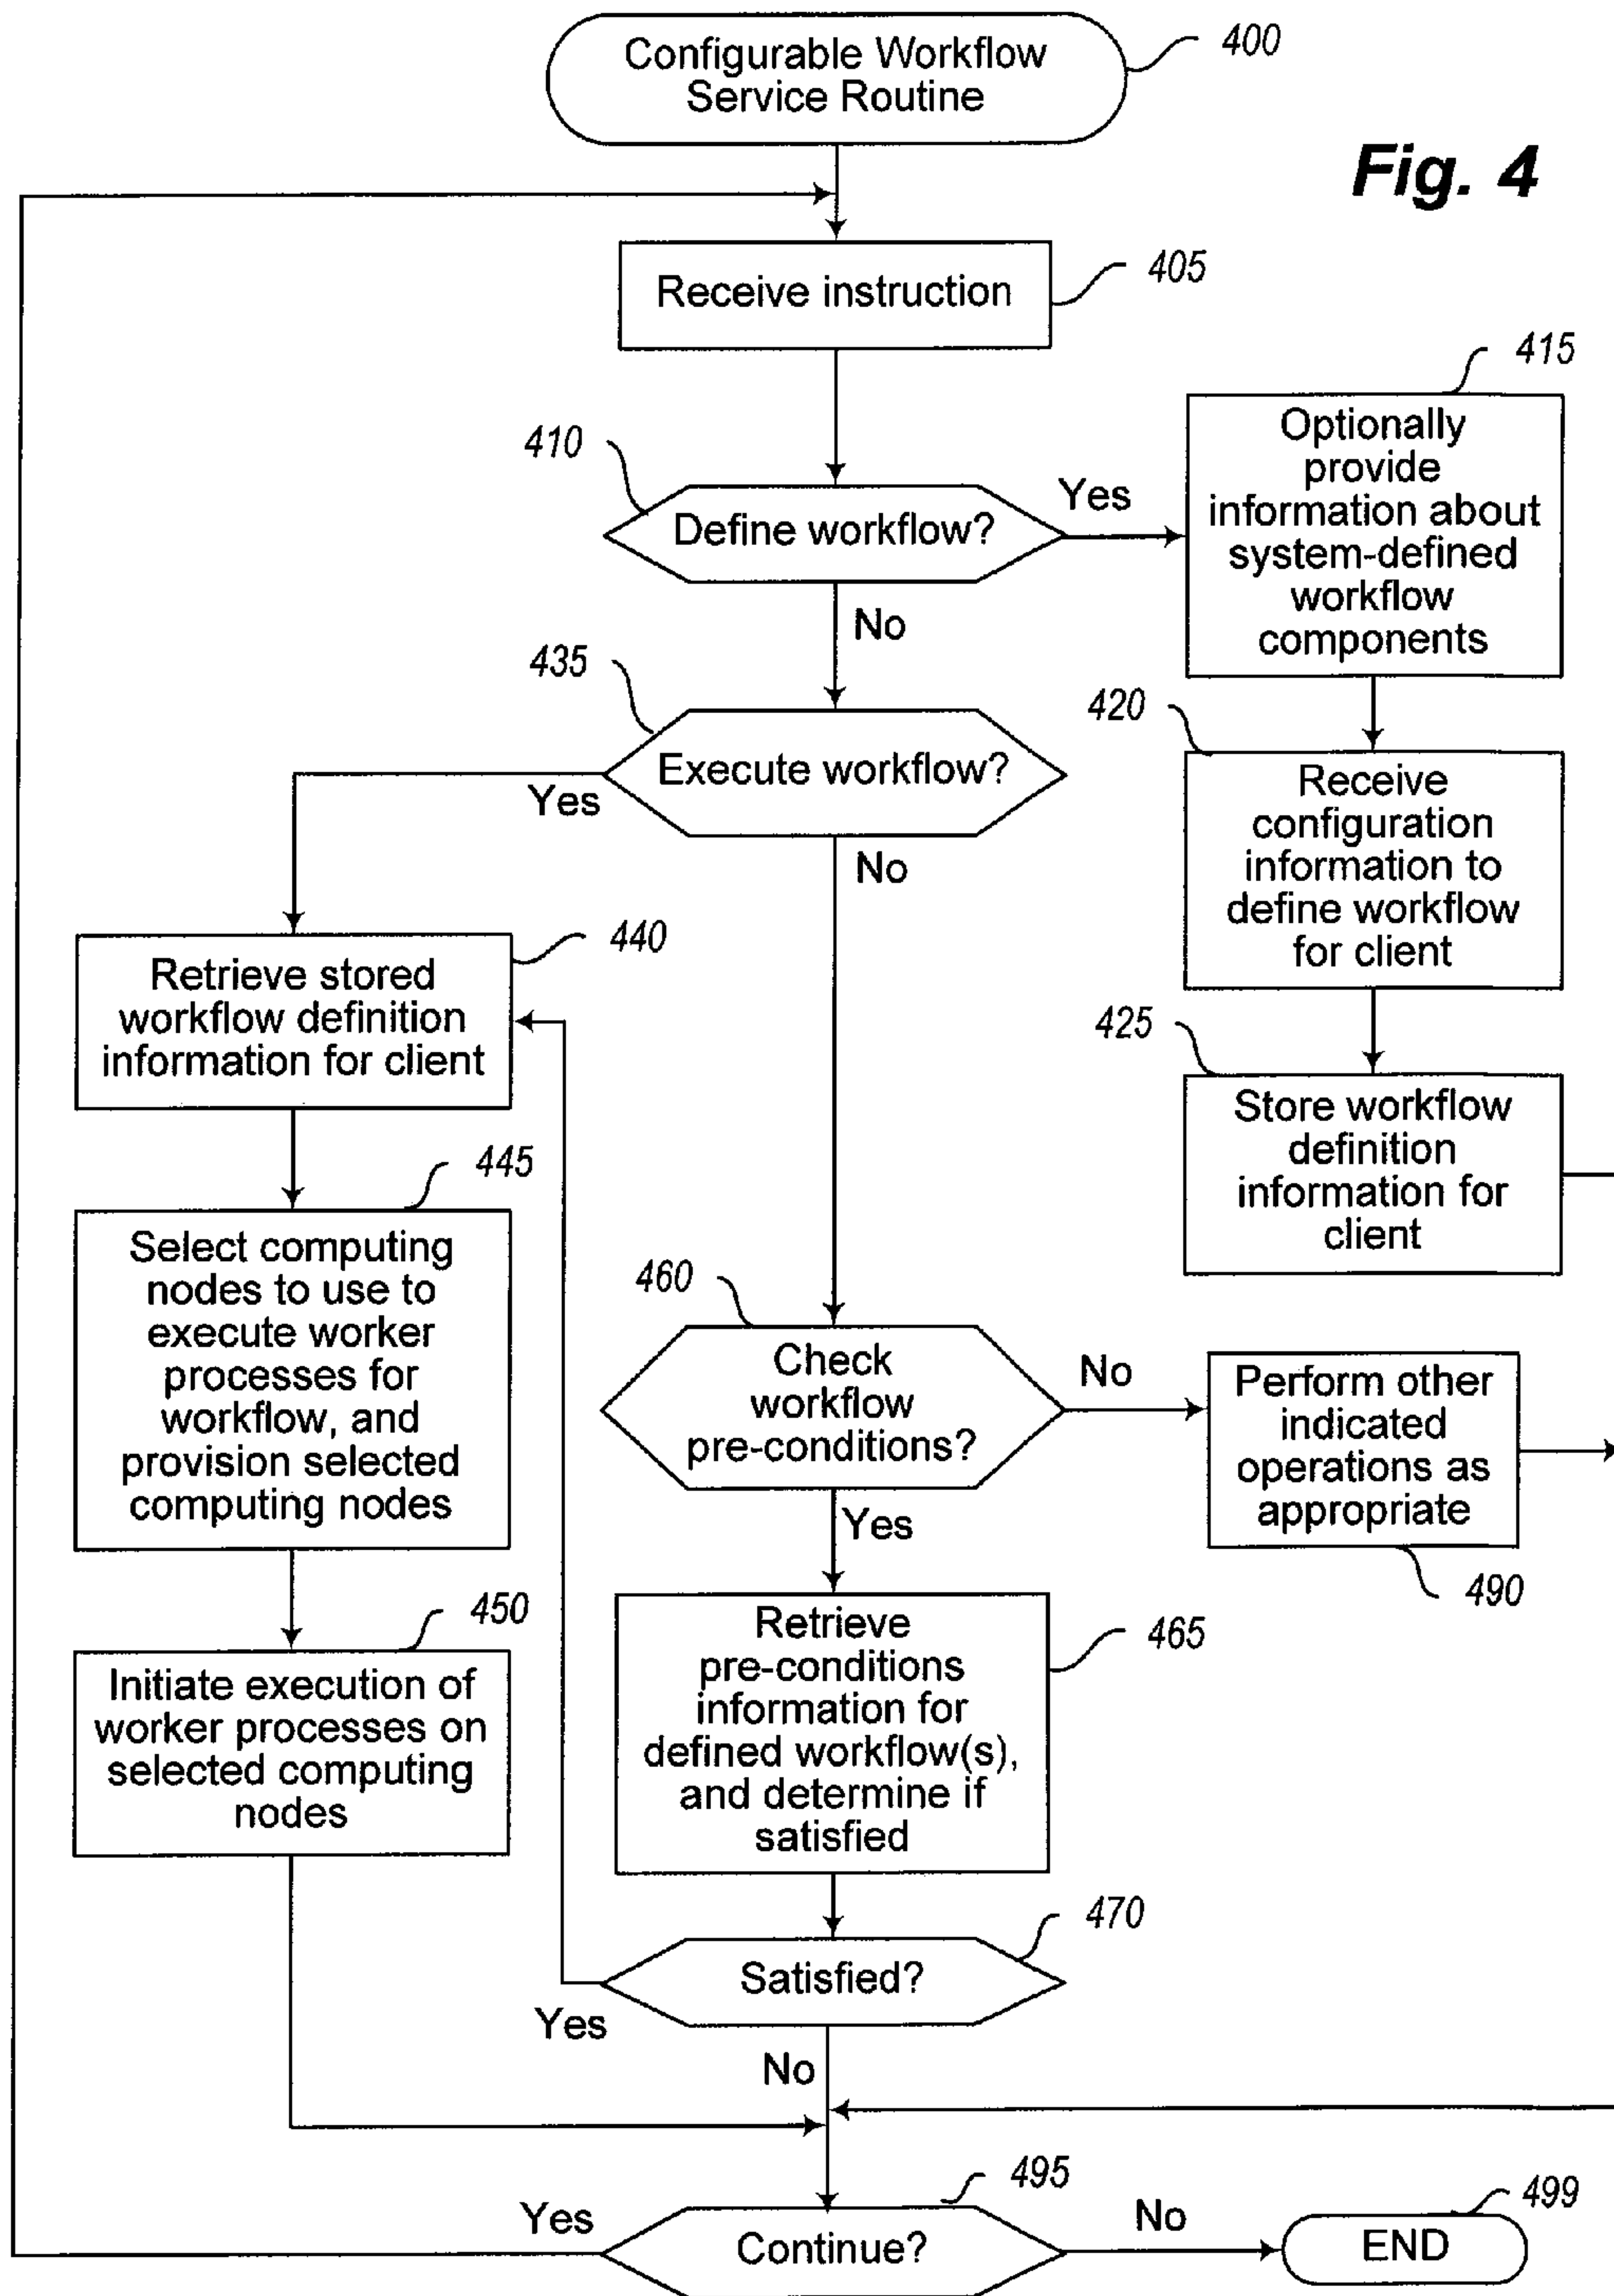 Configurable Workflow
Service Routine
400
Fig. 4
Receive instruction
405
415
Optionally
provide
information about
system-defined
workflow
components
410
Define workflow?
Yes
No
435
Execute workflow?
Yes
No
420
Receive
configuration
information to
define workflow
for client
440
Retrieve stored
workflow definition
information for client
425
Store workflow
definition
information for
client
445
Select computing
nodes to use to
execute worker
processes for
workflow, and
provision selected
computing nodes
460
Check
workflow
pre-conditions?
No
Yes
Perform other
indicated
operations as
appropriate
490
450
Initiate execution of
worker processes on
selected computing
nodes
465
Retrieve
pre-conditions
information for
defined workflow(s),
and determine if
satisfied
470
Satisfied?
Yes
No
495
Continue?
Yes
No
499
END